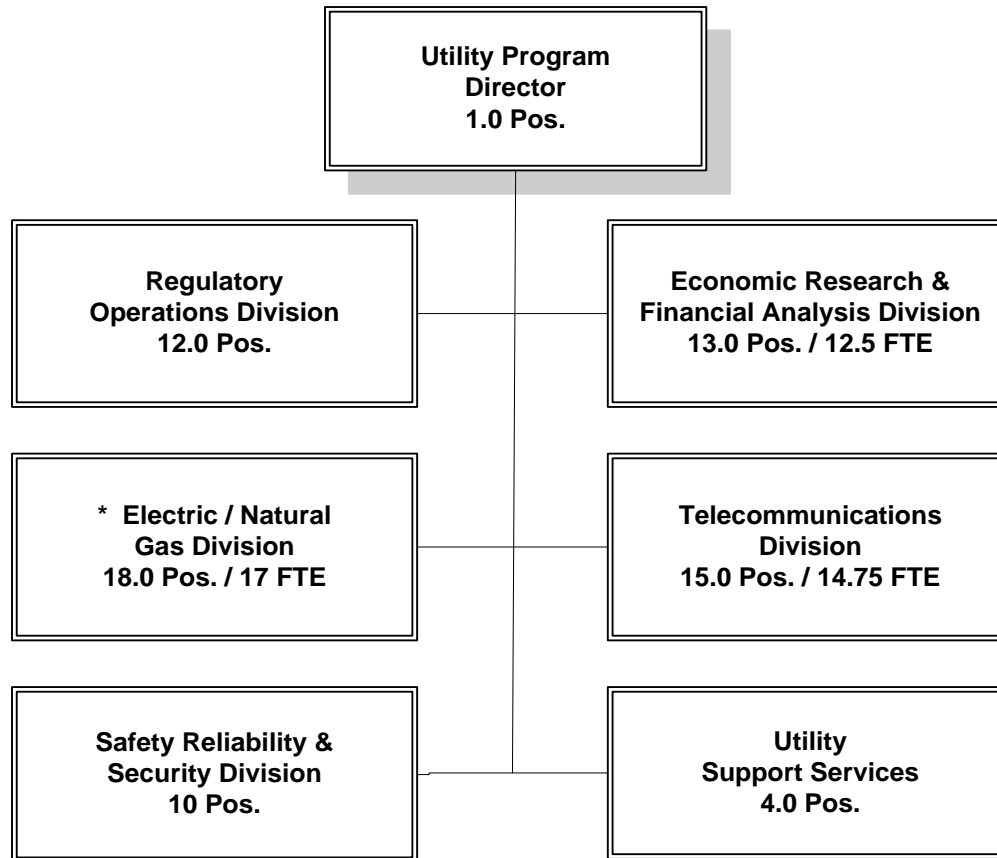 Utility Program
Director
1.0 Pos.
Regulatory
Operations Division
12.0 Pos.
Economic Research &
Financial Analysis Division
13.0 Pos. / 12.5 FTE
* Electric / Natural
Gas Division
18.0 Pos. / 17 FTE
Telecommunications
Division
15.0 Pos. / 14.75 FTE
Safety Reliability &
Security Division
10 Pos.
Utility
Support Services
4.0 Pos.